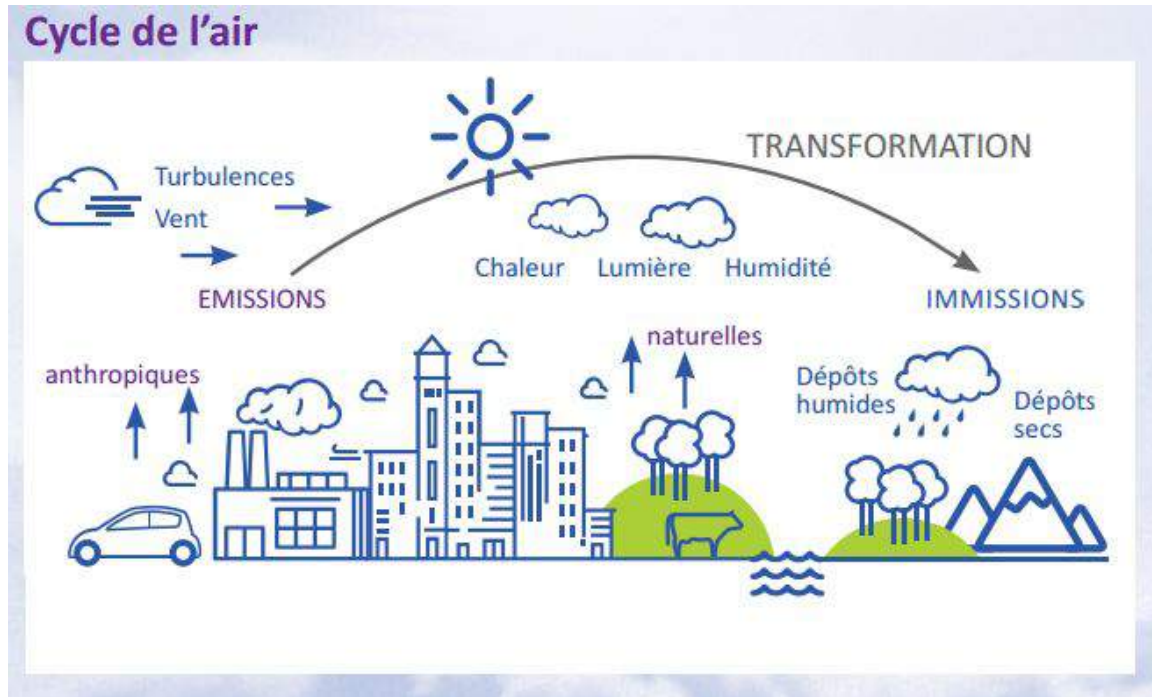 Cycle de l’air
TRANSFORMATION
Turbulences
Vent
Chaleur Lumière Humidité
EMISSIONS
IMMISSIONS
anthropiques
naturelles
Dépôts
humides
Dépôts
secs